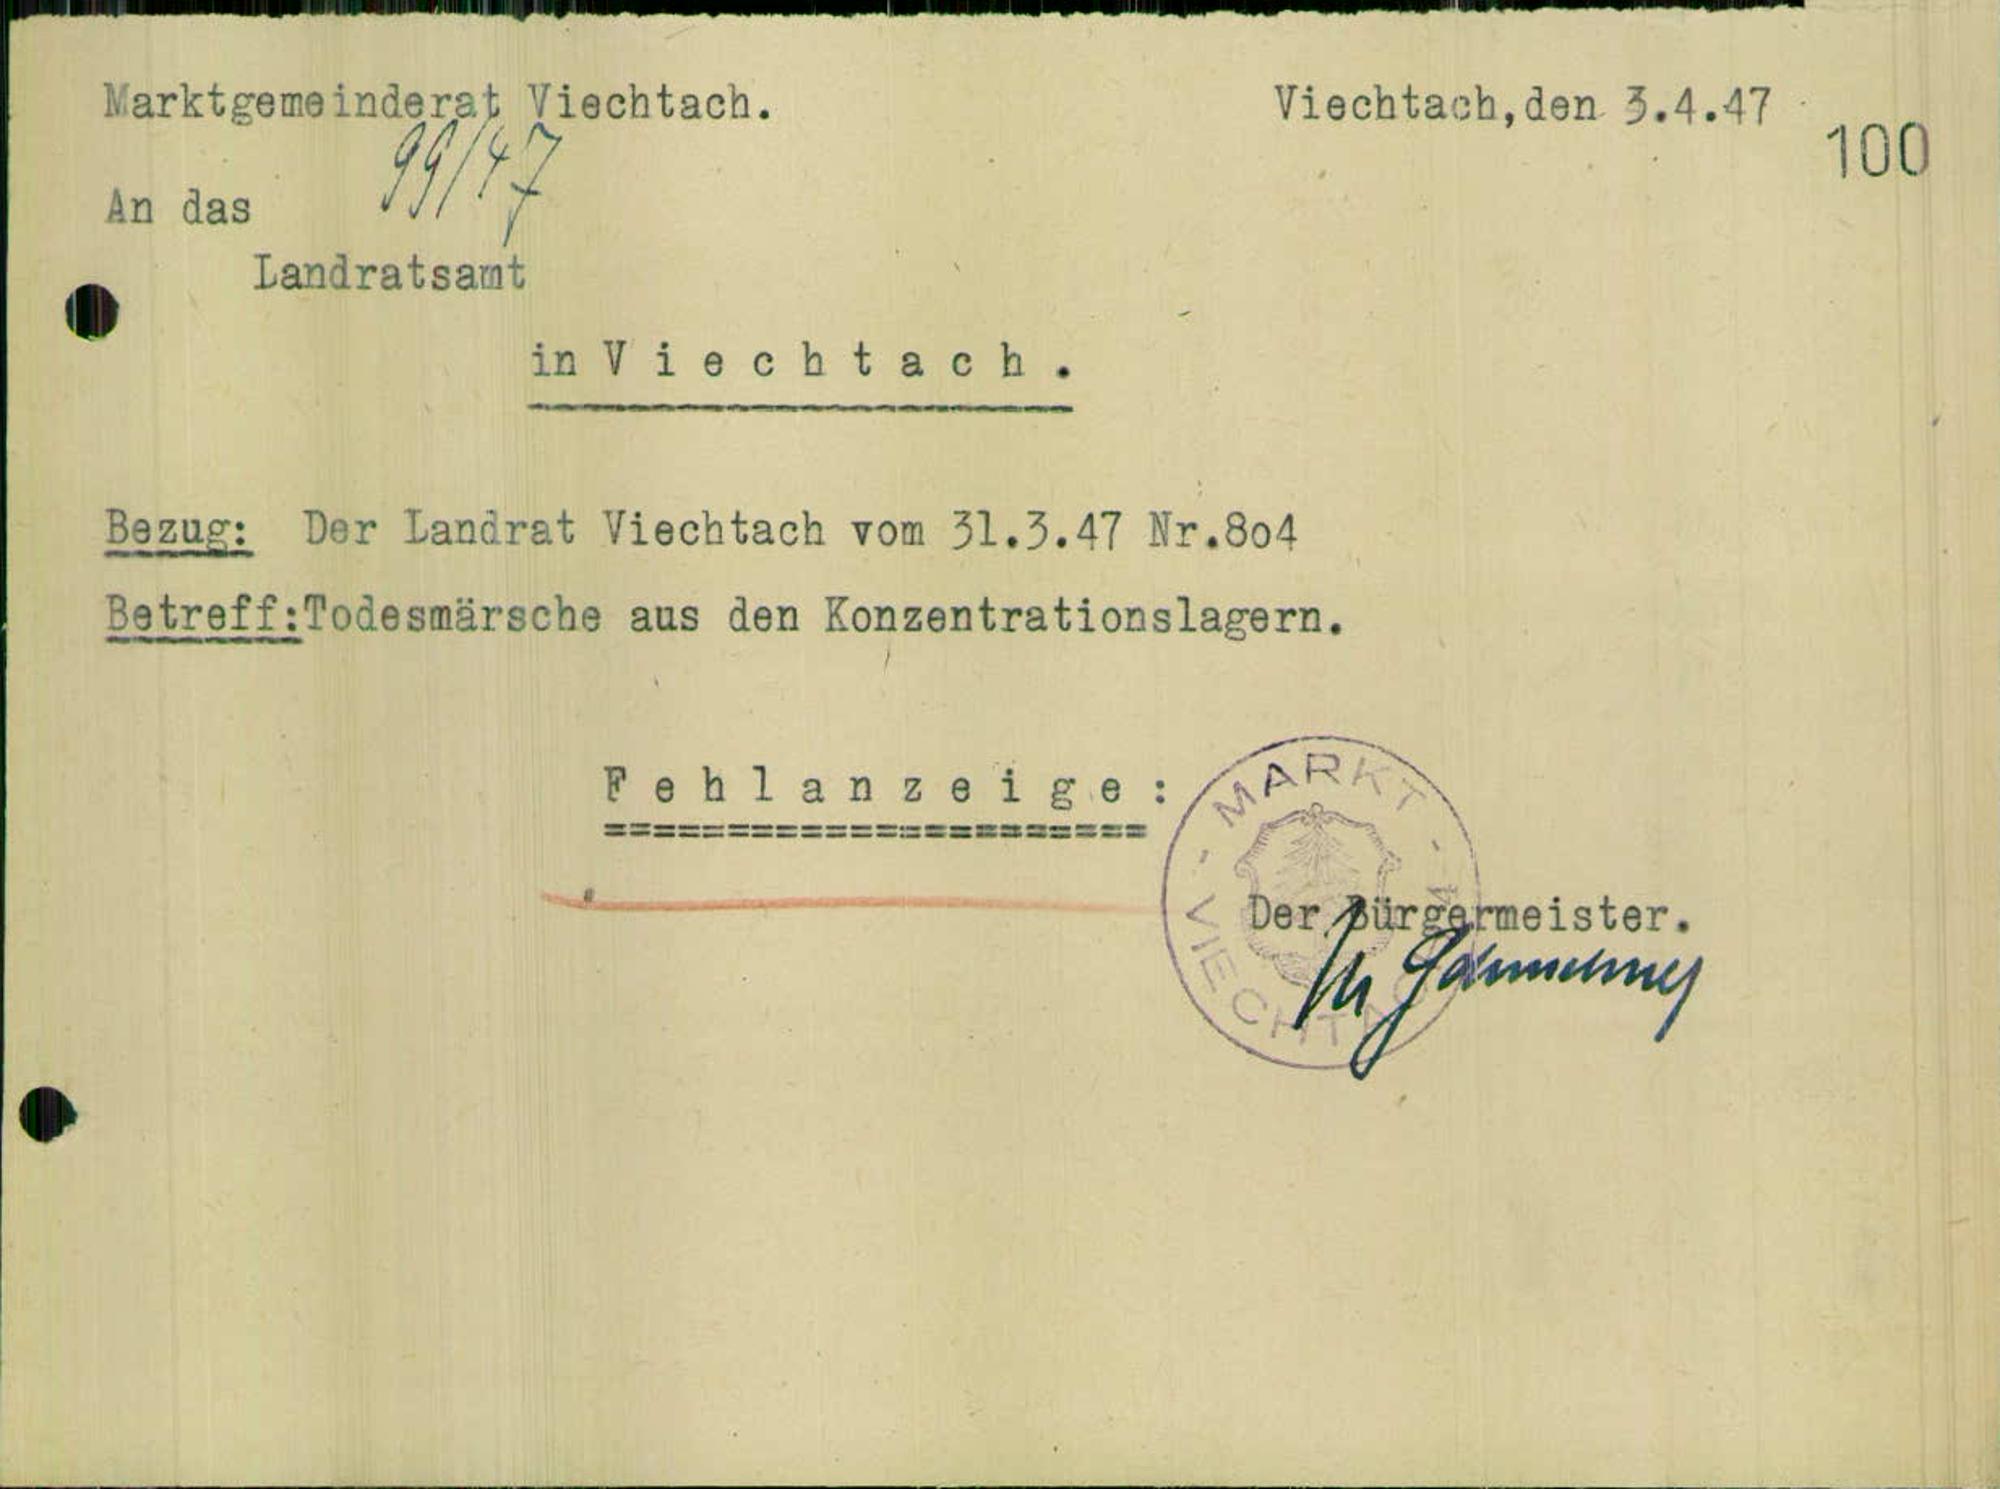 Marktgemeinderat Viechtach.
Viechtach,den 3.4.47
100
99/47
An das
Landratsamt
in V i e c h t a c h .
Bezug: Der Landrat Viechtach vom 31.3.47 Nr.8o4
Betreff:Todesmärsche aus den Konzentrationslagern.
F e h l a n z e i g e :
======================
- MARKT -
VIECHTACH
Der Bürgermeister.